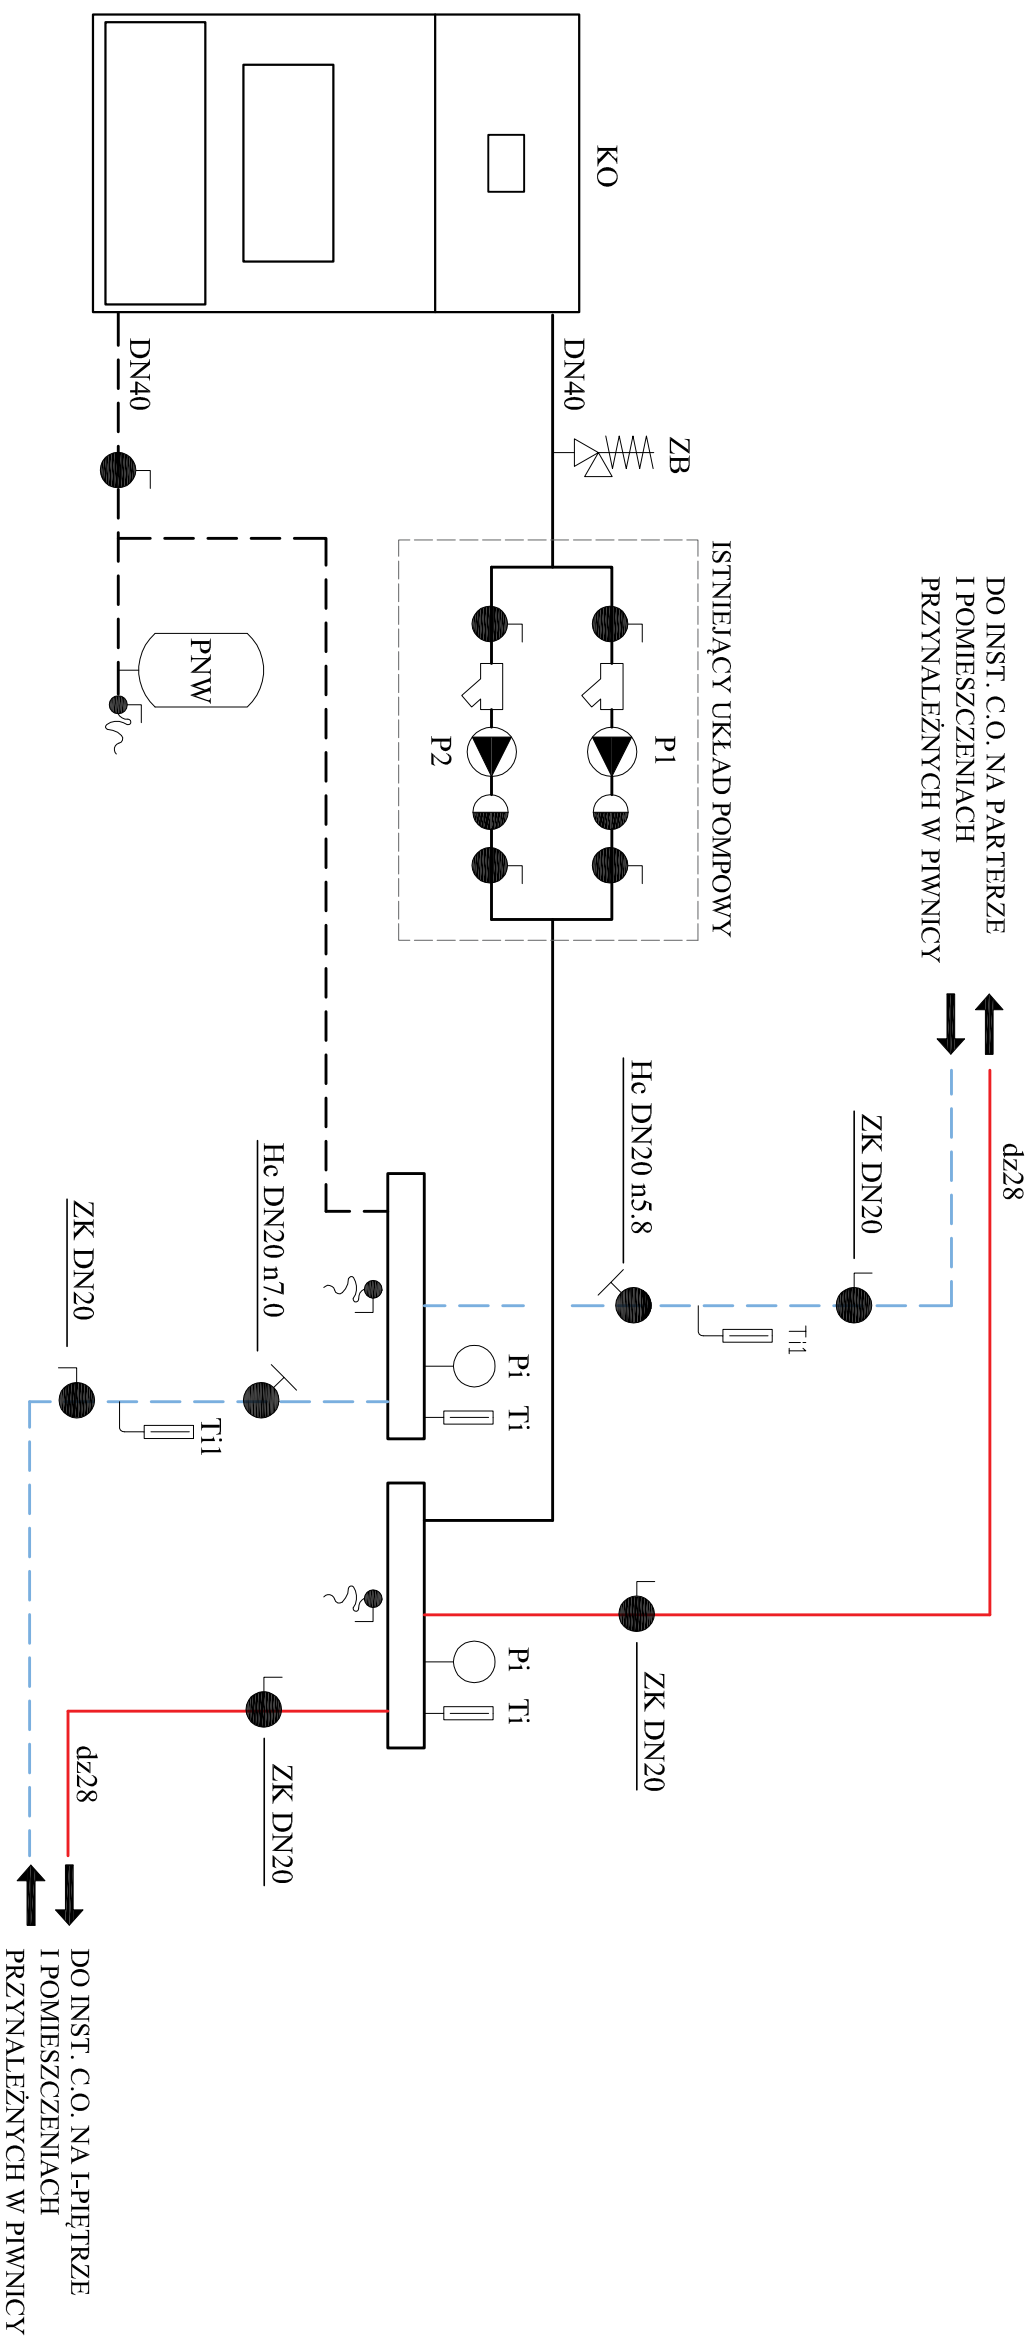 DO INST. C.O. NA PARTERZE
I POMIESZCZENIACH
PRZYNALEŻNYCH W PIWNICY
dz28
KO
ZB
DN40
DN40
ISTNIEJĄCY UKŁAD POMPOWY
P1
P2
PNW
ZK DN20
Hc DN20 n5.8
Ti1
Pi
Ti
Hc DN20 n7.0
ZK DN20
Ti1
ZK DN20
Pi
Ti
ZK DN20
dz28
DO INST. C.O. NA I-PIĘTRZE
I POMIESZCZENIACH
PRZYNALEŻNYCH W PIWNICY